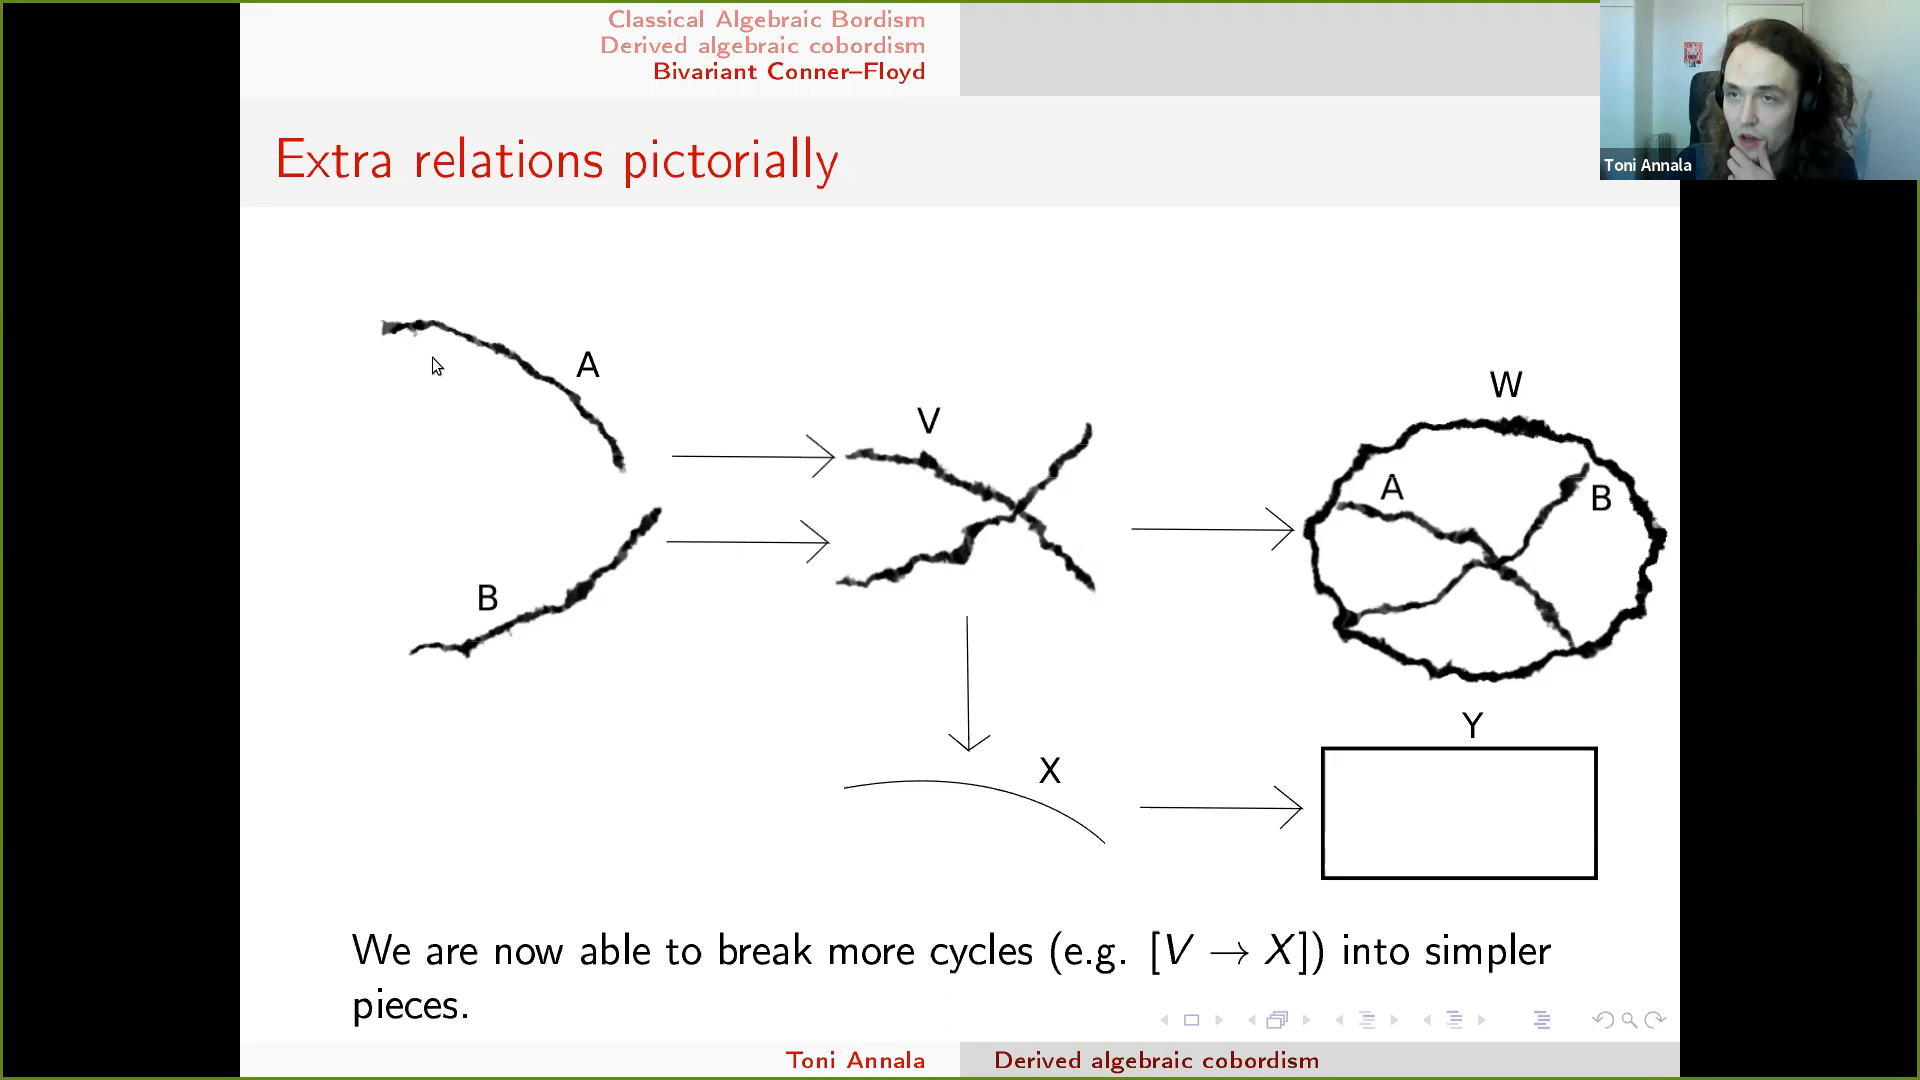 Classical Algebraic Bordism
Derived algebraic cobordism
Bivariant Conner–Floyd
Toni Annala
Extra relations pictorially
A
B
V
W
A
B
X
Y
We are now able to break more cycles (e.g. [V → X]) into simpler
pieces.
Toni Annala
Derived algebraic cobordism